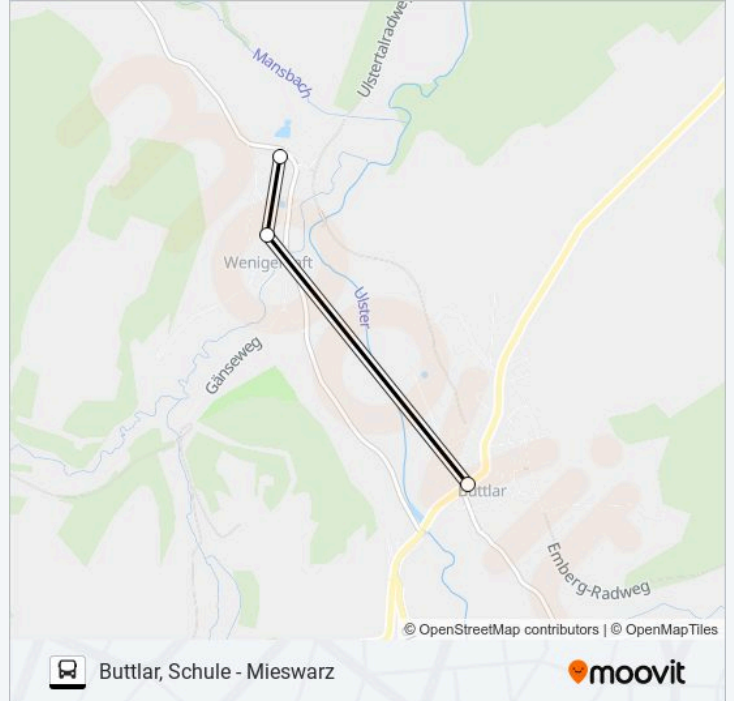 Mansbach
Ulstertalradweg
Wenigentaft
Ulster
Gänseweg
Buttlar
Emberg-Radweg
© OpenStreetMap contributors | © OpenMapTiles
Buttlar, Schule - Mieswarz
moovit